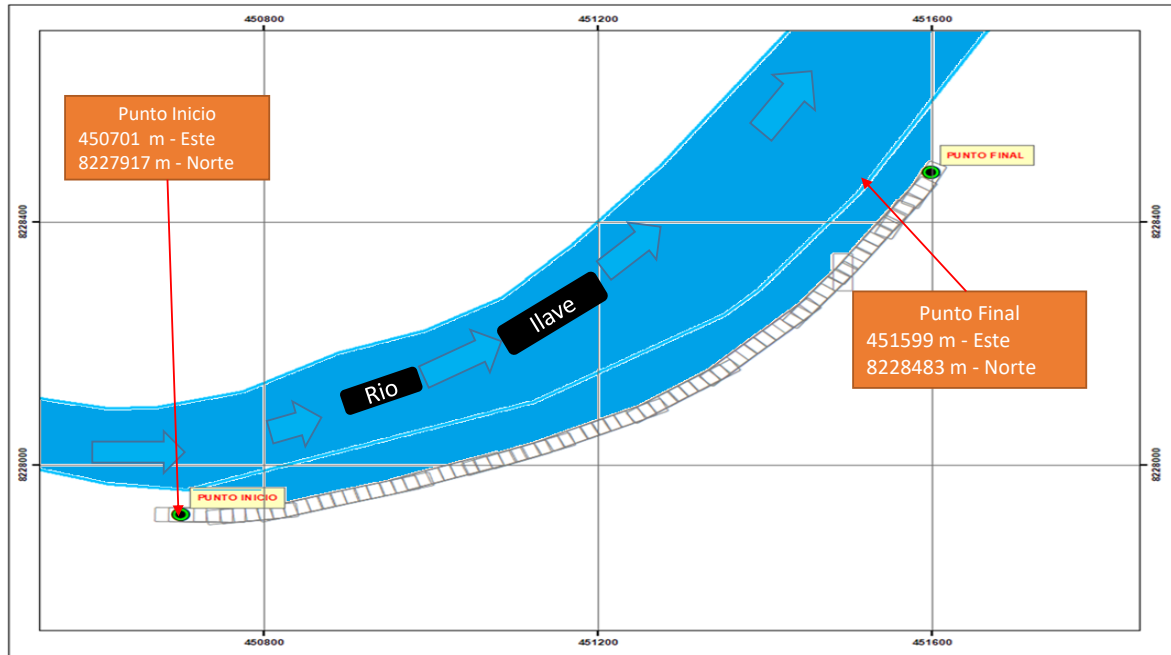 450800
451200
451600
Punto Inicio
450701 m - Este
8227917 m - Norte
PUNTO FINAL
8228400
8228400
Ilave
Punto Final
451599 m - Este
8228483 m - Norte
Rio
8228000
8228000
PUNTO INICIO
450800
451200
451600